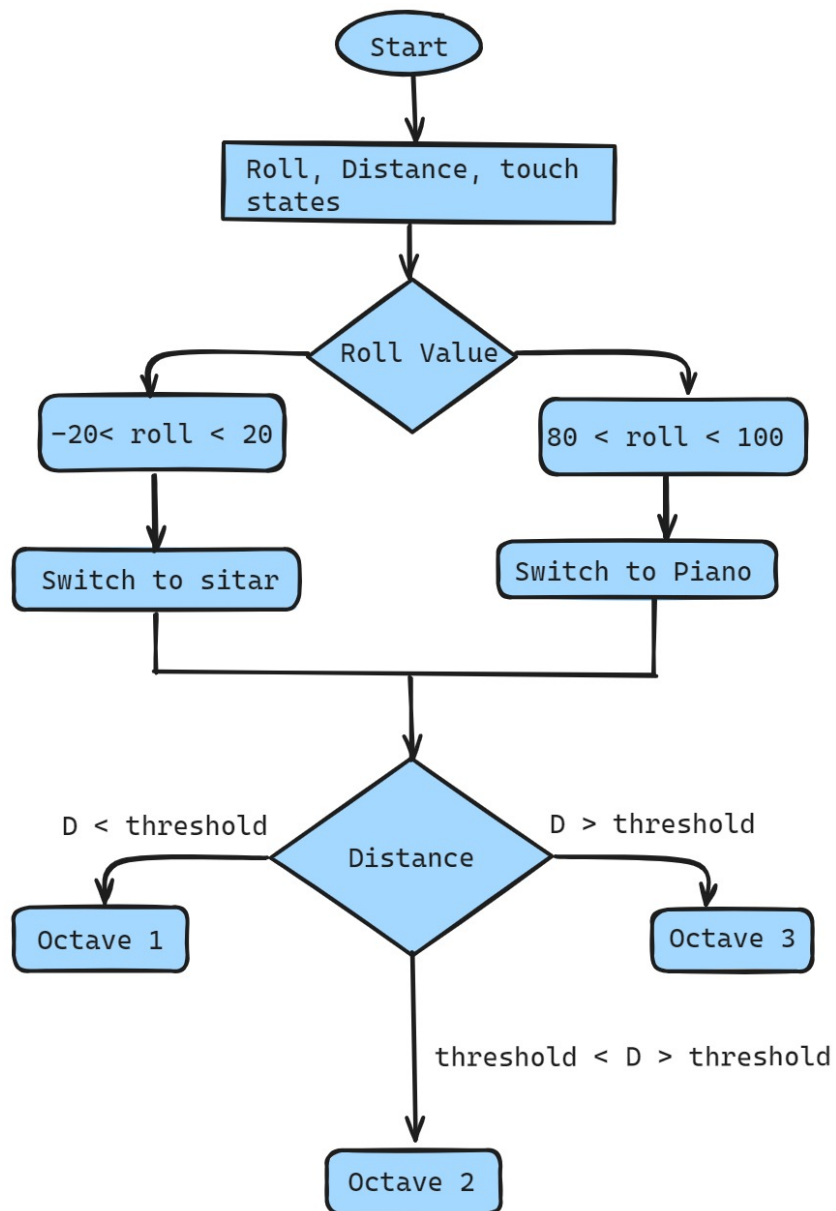 Start
Roll, Distance, touch
states
Roll Value
-20< roll < 20
80 < roll < 100
Switch to sitar
Switch to Piano
D < threshold
D > threshold
Distance
Octave 1
Octave 3
threshold < D > threshold
Octave 2